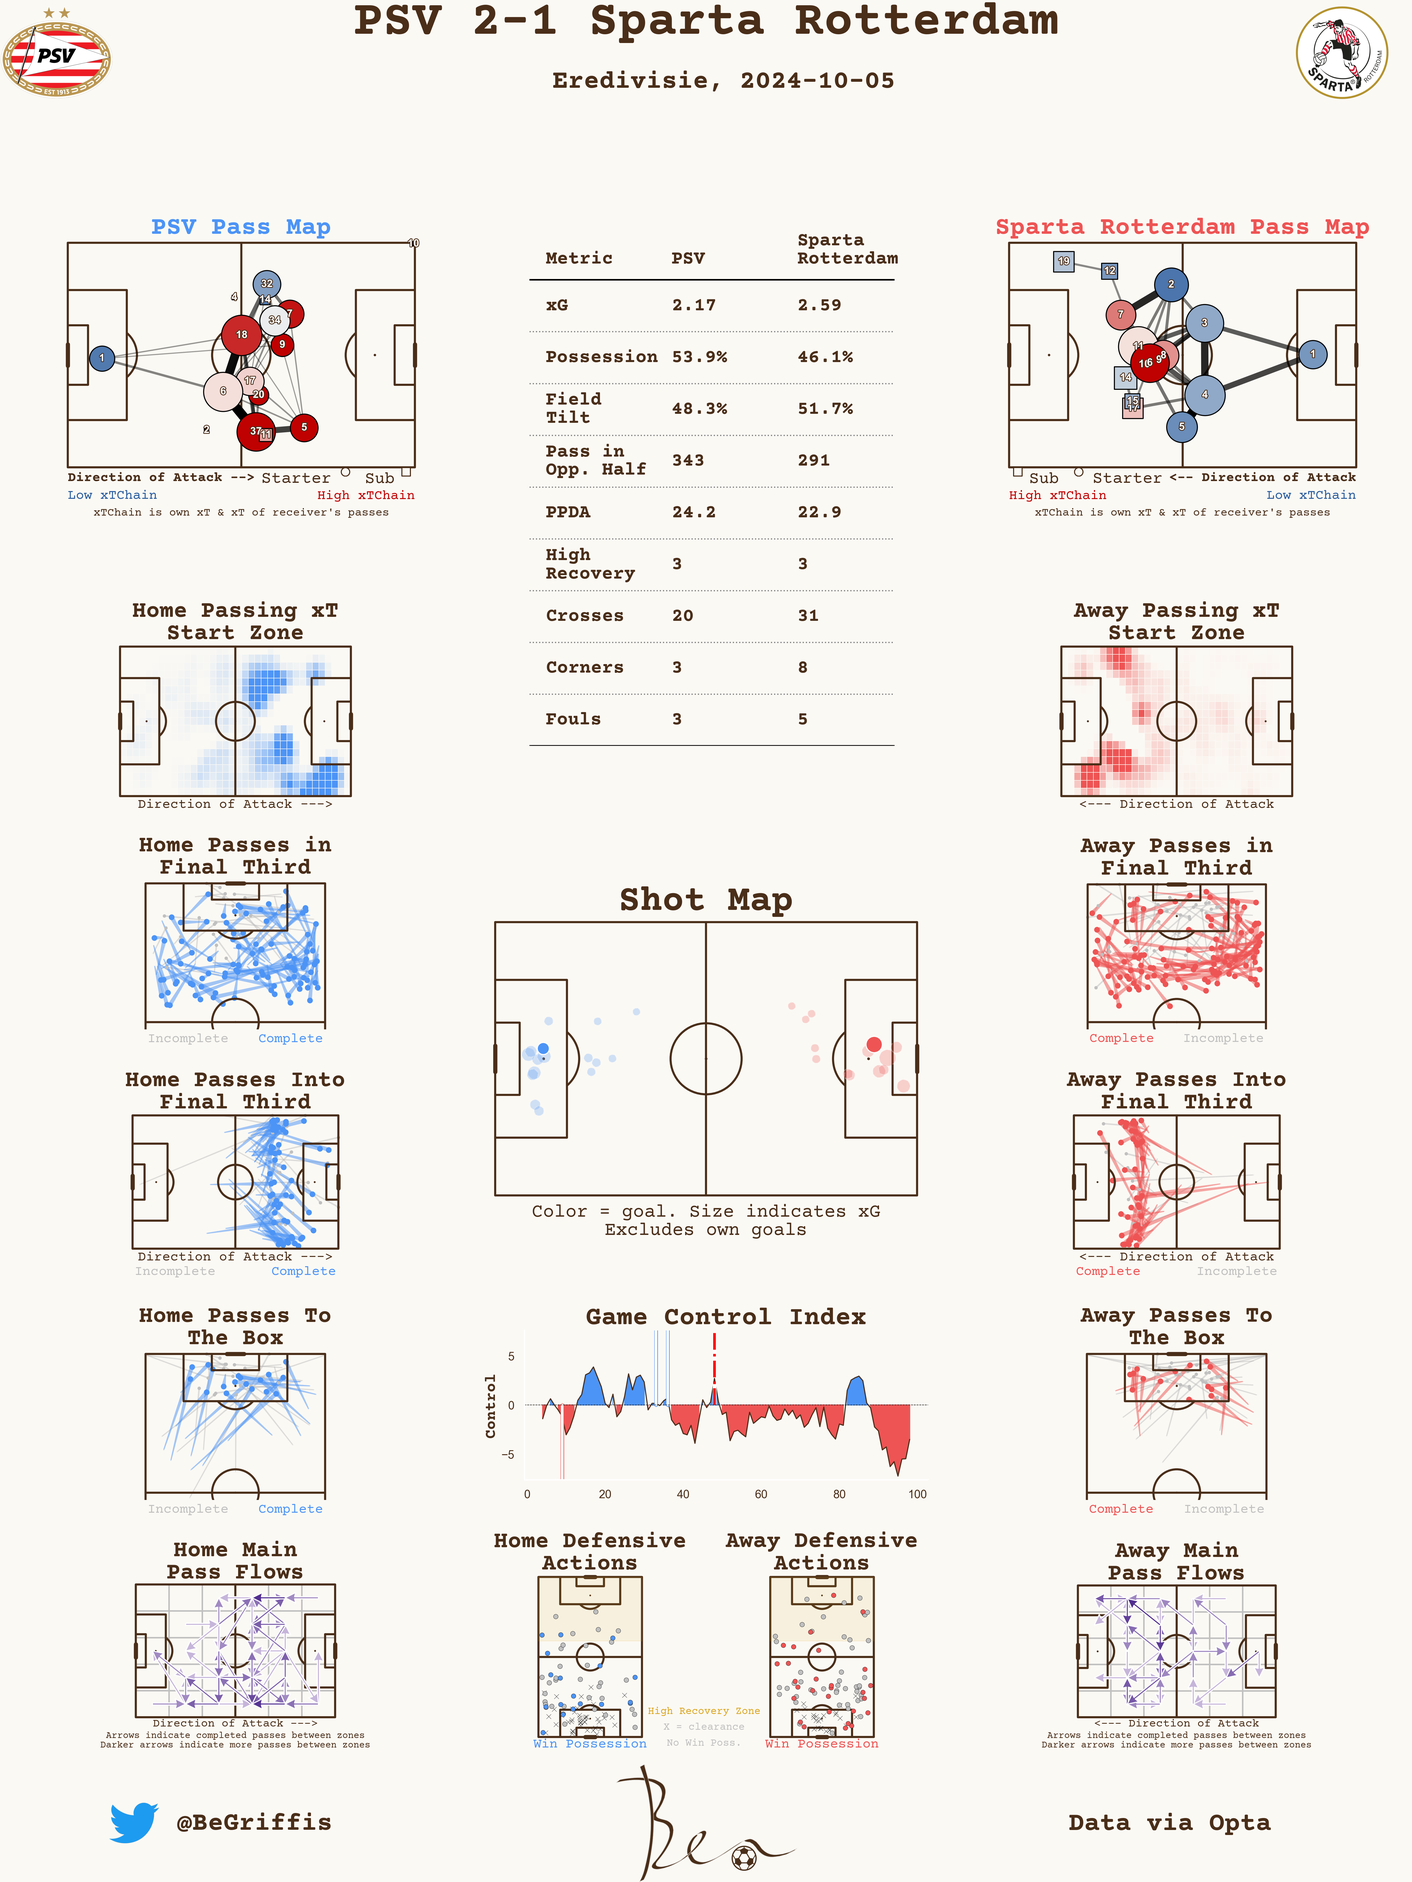 PSV 2-1 Sparta Rotterdam
Eredivisie, 2024-10-05
PSV
EST 1913
SPARTA
ROTTERDAM
PSV Pass Map
10
32
4
14
7
34
18
9
1
17
6
20
2
37
11
5
Direction of Attack --> Starter Sub
Low xTChain High xTChain
xTChain is own xT & xT of receiver's passes
Metric PSV Sparta Rotterdam
xG 2.17 2.59
Possession 53.9% 46.1%
Field Tilt 48.3% 51.7%
Pass in Opp. Half 343 291
PPDA 24.2 22.9
High Recovery 3 3
Crosses 20 31
Corners 3 8
Fouls 3 5
Sparta Rotterdam Pass Map
19
12
2
7
3
11
8
10
6
9
1
14
15
17
4
5
Sub Starter <-- Direction of Attack
High xTChain Low xTChain
xTChain is own xT & xT of receiver's passes
Home Passing xT
Start Zone
Direction of Attack --->
Away Passing xT
Start Zone
<--- Direction of Attack
Home Passes in
Final Third
Incomplete Complete
Away Passes in
Final Third
Complete Incomplete
Shot Map
Color = goal. Size indicates xG
Excludes own goals
Home Passes Into
Final Third
Direction of Attack --->
Incomplete Complete
Away Passes Into
Final Third
<--- Direction of Attack
Complete Incomplete
Home Passes To
The Box
Incomplete Complete
Game Control Index
Control
5
0
−5
0 20 40 60 80 100
Away Passes To
The Box
Complete Incomplete
Home Main
Pass Flows
Direction of Attack --->
Arrows indicate completed passes between zones
Darker arrows indicate more passes between zones
Home Defensive
Actions
Win Possession
High Recovery Zone
X = clearance
No Win Poss.
Away Defensive
Actions
Win Possession
Away Main
Pass Flows
<--- Direction of Attack
Arrows indicate completed passes between zones
Darker arrows indicate more passes between zones
@BeGriffis
Ben
Data via Opta